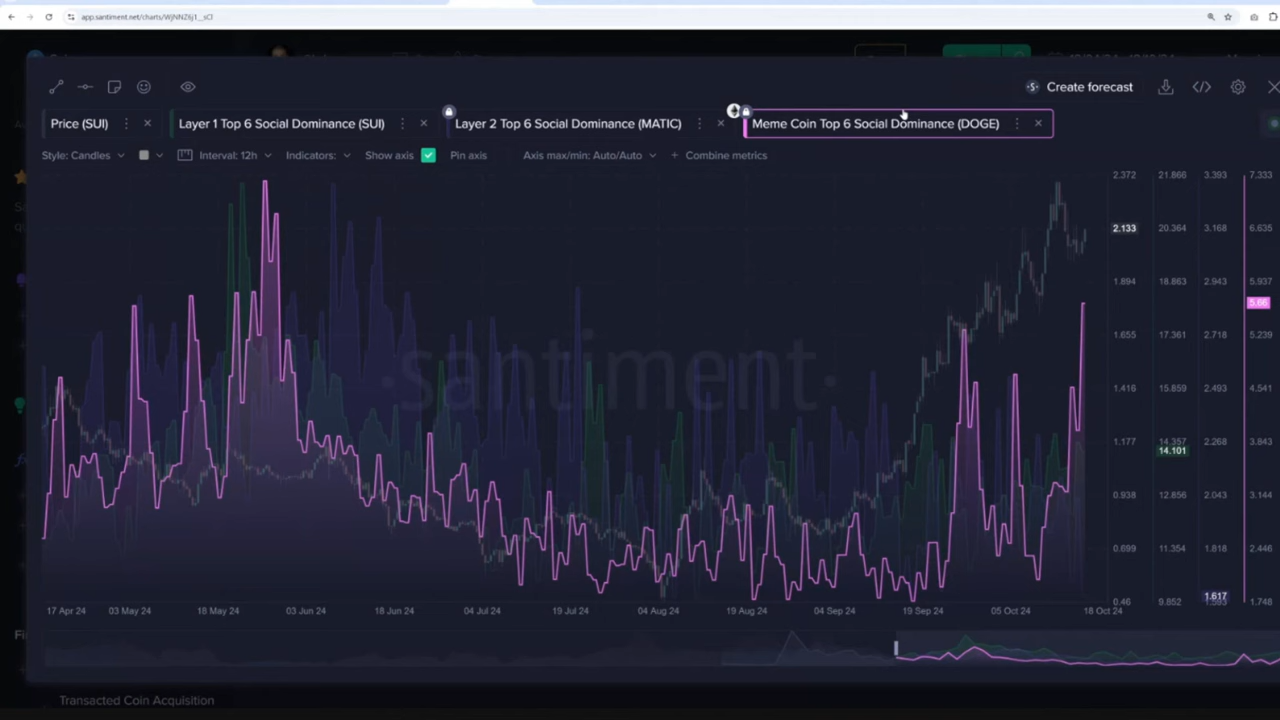 app.santiment.net/charts/WjNNZ6j1__sCf
Create forecast
Price (SUI) Layer 1 Top 6 Social Dominance (SUI) Layer 2 Top 6 Social Dominance (MATIC) Meme Coin Top 6 Social Dominance (DOGE)
Style: Candles Interval: 12h Indicators: Show axis Pin axis Axis max/min: Auto/Auto + Combine metrics
2.372 21.866 3.393 7.333
2.133 20.364 3.168 6.635
1.894 18.863 2.943 5.937
5.66
1.655 17.361 2.718 5.239
·santiment·
1.416 15.859 2.493 4.541
1.177 14.357 2.268 3.843
14.101
0.938 12.856 2.043 3.144
0.699 11.354 1.818 2.446
1.617
0.46 9.852 1.593 1.748
17 Apr 24 03 May 24 18 May 24 03 Jun 24 18 Jun 24 04 Jul 24 19 Jul 24 04 Aug 24 19 Aug 24 04 Sep 24 19 Sep 24 05 Oct 24 18 Oct 24
Transacted Coin Acquisition